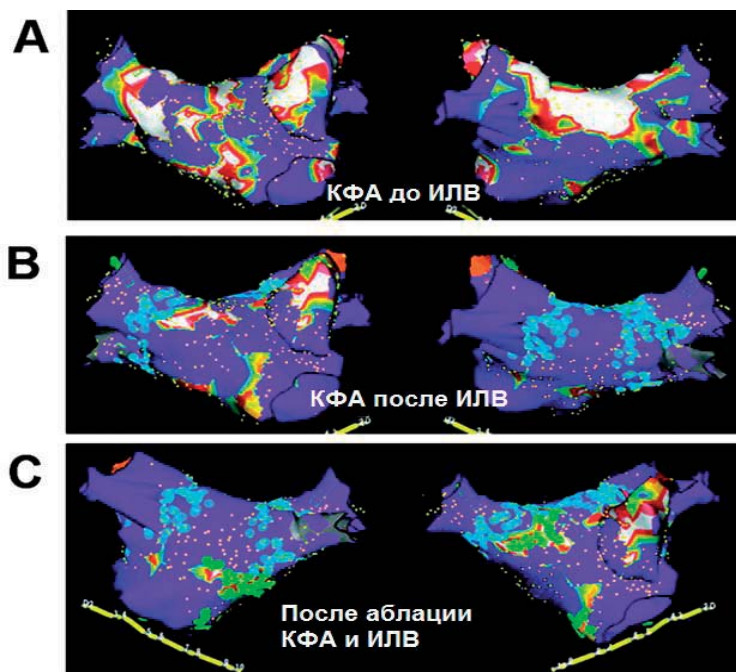 A
КФА до ИЛВ
B
КФА после ИЛВ
C
После аблации
КФА и ИЛВ